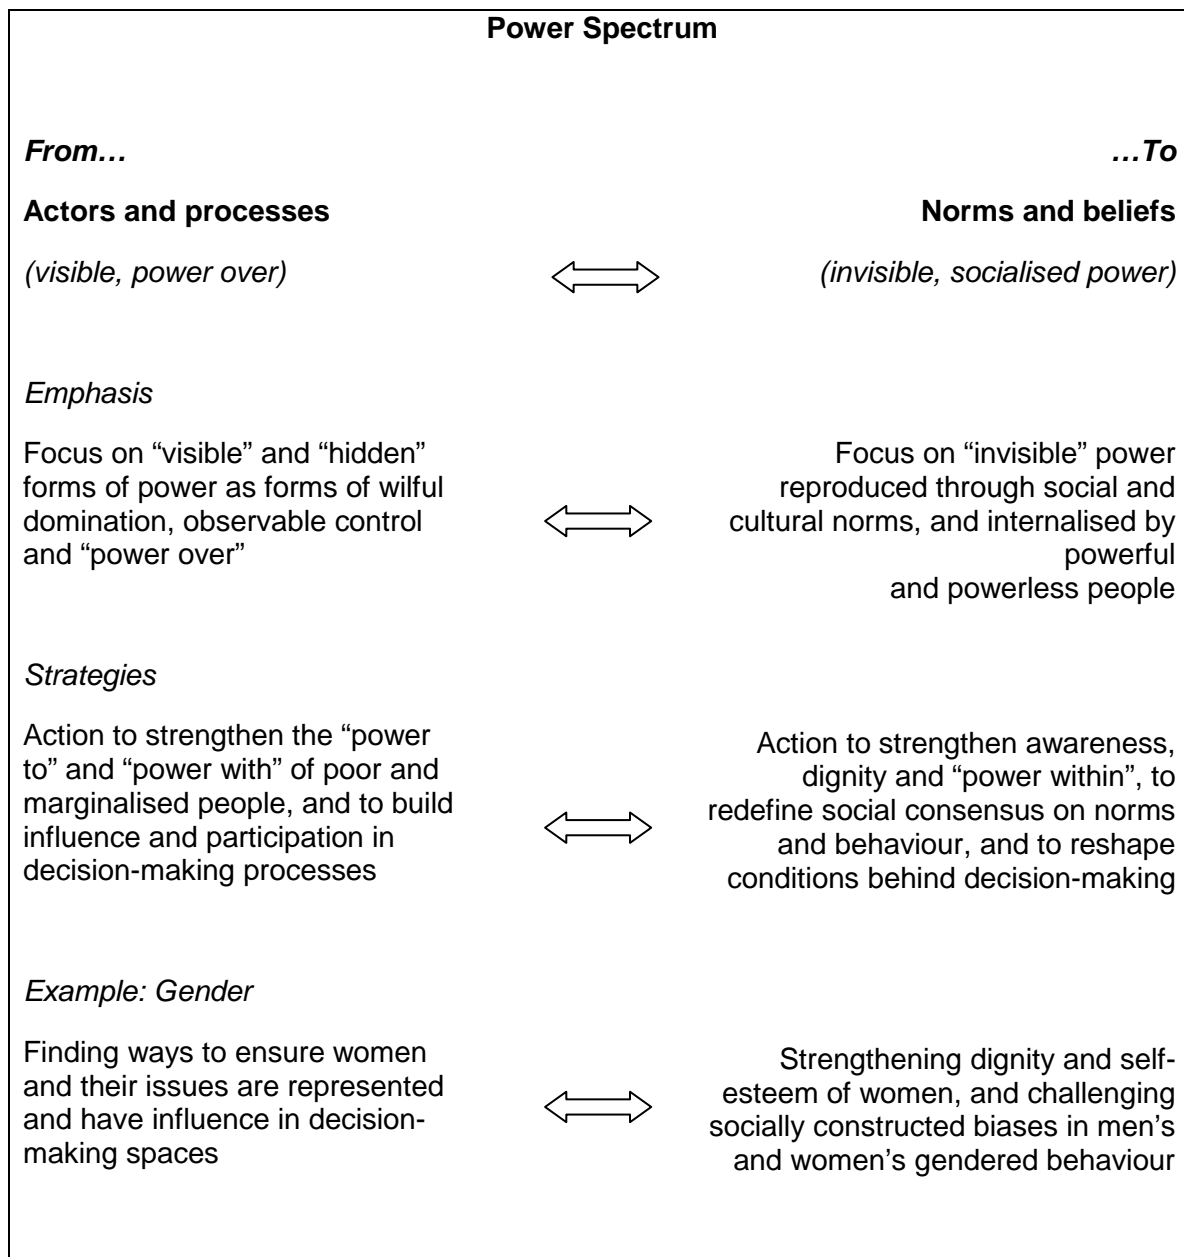 Power Spectrum
From…
…To
Actors and processes
Norms and beliefs
(visible, power over)
(invisible, socialised power)
Emphasis
Focus on “visible” and “hidden”
forms of power as forms of wilful
domination, observable control
and “power over”
Focus on “invisible” power
reproduced through social and
cultural norms, and internalised by
powerful
and powerless people
Strategies
Action to strengthen the “power
to” and “power with” of poor and
marginalised people, and to build
influence and participation in
decision-making processes
Action to strengthen awareness,
dignity and “power within”, to
redefine social consensus on norms
and behaviour, and to reshape
conditions behind decision-making
Example: Gender
Finding ways to ensure women
and their issues are represented
and have influence in decision-
making spaces
Strengthening dignity and self-
esteem of women, and challenging
socially constructed biases in men’s
and women’s gendered behaviour